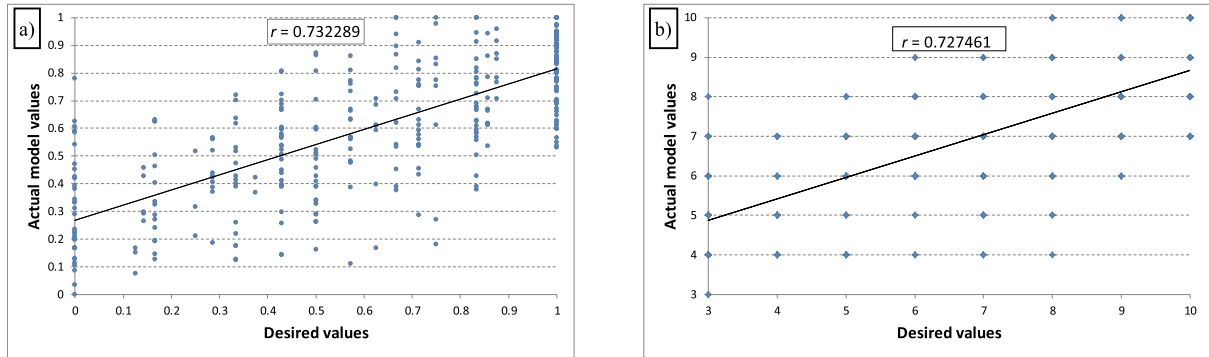 a)
r = 0.732289
Actual model values
1
0.9
0.8
0.7
0.6
0.5
0.4
0.3
0.2
0.1
0
0 0.1 0.2 0.3 0.4 0.5 0.6 0.7 0.8 0.9 1
Desired values
b)
r = 0.727461
Actual model values
10
9
8
7
6
5
4
3
3 4 5 6 7 8 9 10
Desired values